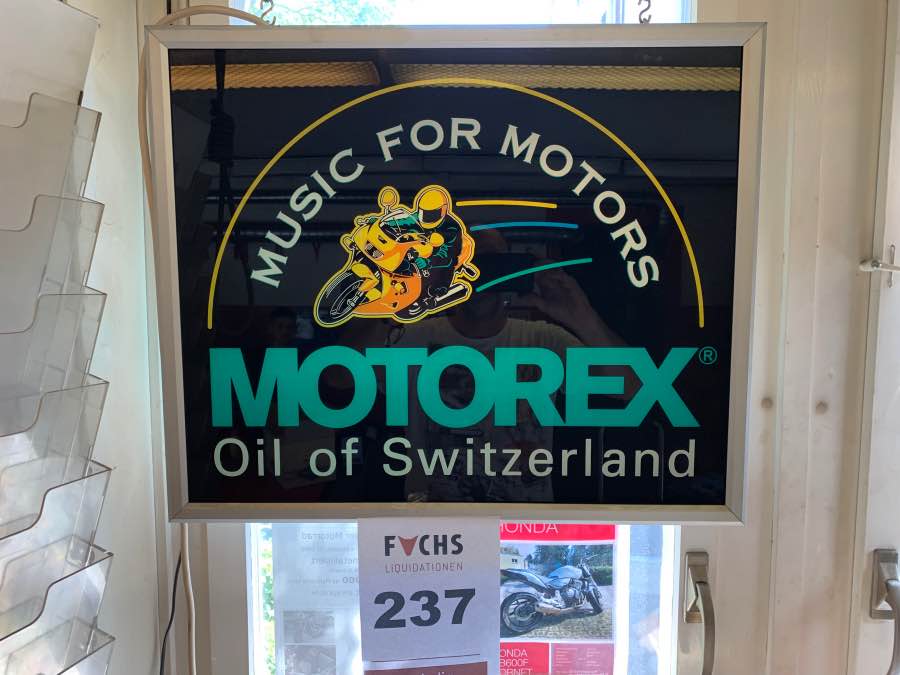 MUSIC FOR MOTORS
MOTOREX®
Oil of Switzerland
FUCHS
LIQUIDATIONEN
237
HONDA